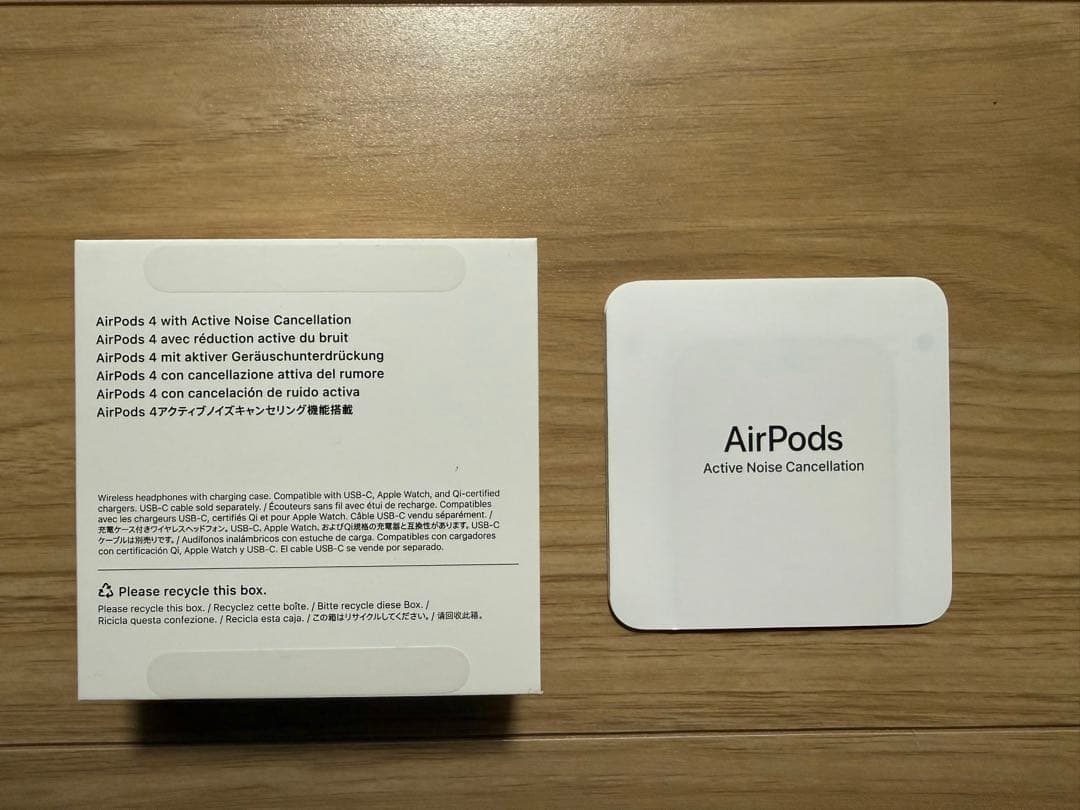 AirPods 4 with Active Noise Cancellation
AirPods 4 avec réduction active du bruit
AirPods 4 mit aktiver Geräuschunterdrückung
AirPods 4 con cancellazione attiva del rumore
AirPods 4 con cancelación de ruido activa
AirPods 4アクティブノイズキャンセリング機能搭載
Wireless headphones with charging case. Compatible with USB-C, Apple Watch, and Qi-certified
chargers. USB-C cable sold separately. / Écouteurs sans fil avec étui de recharge. Compatibles
avec les chargeurs USB-C, certifiés Qi et pour Apple Watch. Câble USB-C vendu séparément. /
充電ケース付きワイヤレスヘッドフォン。USB-C、Apple Watch、およびQi規格の充電器と互換性があります。USB-C
ケーブルは別売りです。/ Audífonos inalámbricos con estuche de carga. Compatibles con cargadores
con certificación Qi, Apple Watch y USB-C. El cable USB-C se vende por separado.
Please recycle this box.
Please recycle this box. / Recyclez cette boîte. / Bitte recycle diese Box. /
Ricicla questa confezione. / Recicla esta caja. / この箱はリサイクルしてください。/ 请回收此箱。
AirPods
Active Noise Cancellation